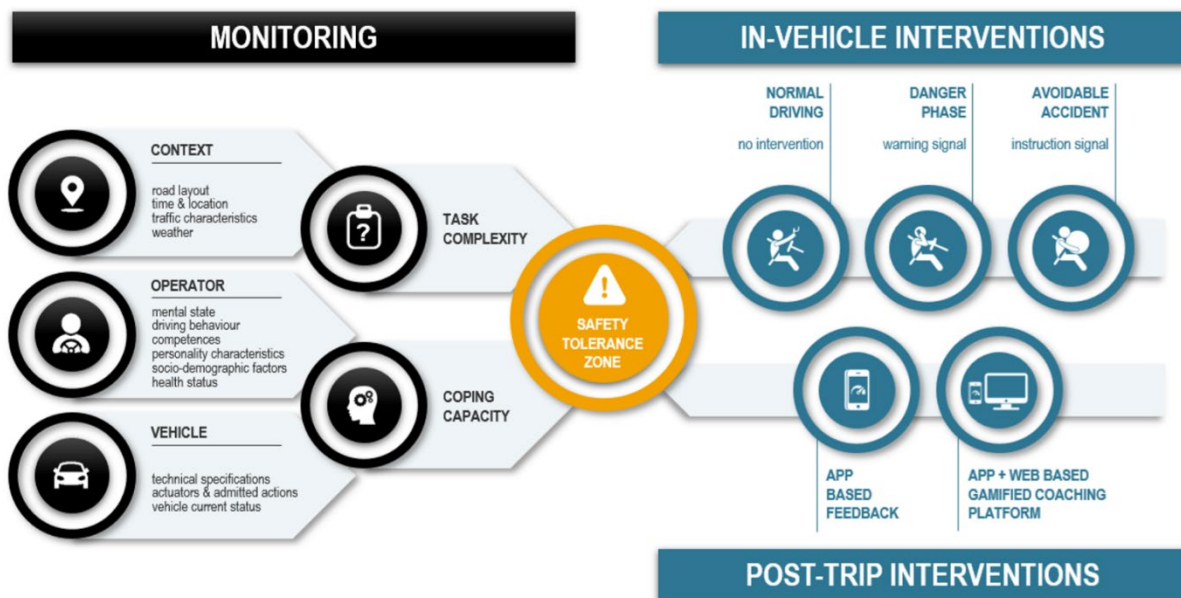 MONITORING
CONTEXT
road layout
time & location
traffic characteristics
weather
OPERATOR
mental state
driving behaviour
competences
personality characteristics
socio-demographic factors
health status
VEHICLE
technical specifications
actuators & admitted actions
vehicle current status
?
TASK
COMPLEXITY
COPING
CAPACITY
SAFETY
TOLERANCE
ZONE
IN-VEHICLE INTERVENTIONS
NORMAL
DRIVING
no intervention
DANGER
PHASE
warning signal
AVOIDABLE
ACCIDENT
instruction signal
APP
BASED
FEEDBACK
APP + WEB BASED
GAMIFIED COACHING
PLATFORM
POST-TRIP INTERVENTIONS